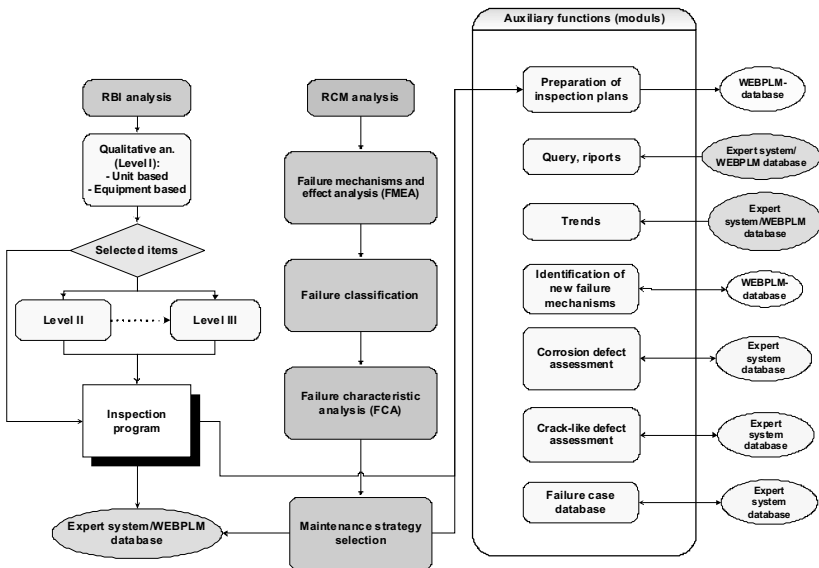 Auxiliary functions (moduls)
RBI analysis
Qualitative an.
(Level I):
- Unit based
- Equipment based
Selected items
Level II
Level III
Inspection
program
Expert system/WEBPLM
database
RCM analysis
Failure mechanisms and
effect analysis (FMEA)
Failure classification
Failure characteristic
analysis (FCA)
Maintenance strategy
selection
Preparation of
inspection plans
WEBPLM-
database
Query, riports
Expert system/
WEBPLM database
Trends
Expert
system/WEBPLM
database
Identification of
new failure
mechanisms
WEBPLM-
database
Corrosion defect
assessment
Expert
system
database
Crack-like defect
assessment
Expert
system
database
Failure case
database
Expert
system
database